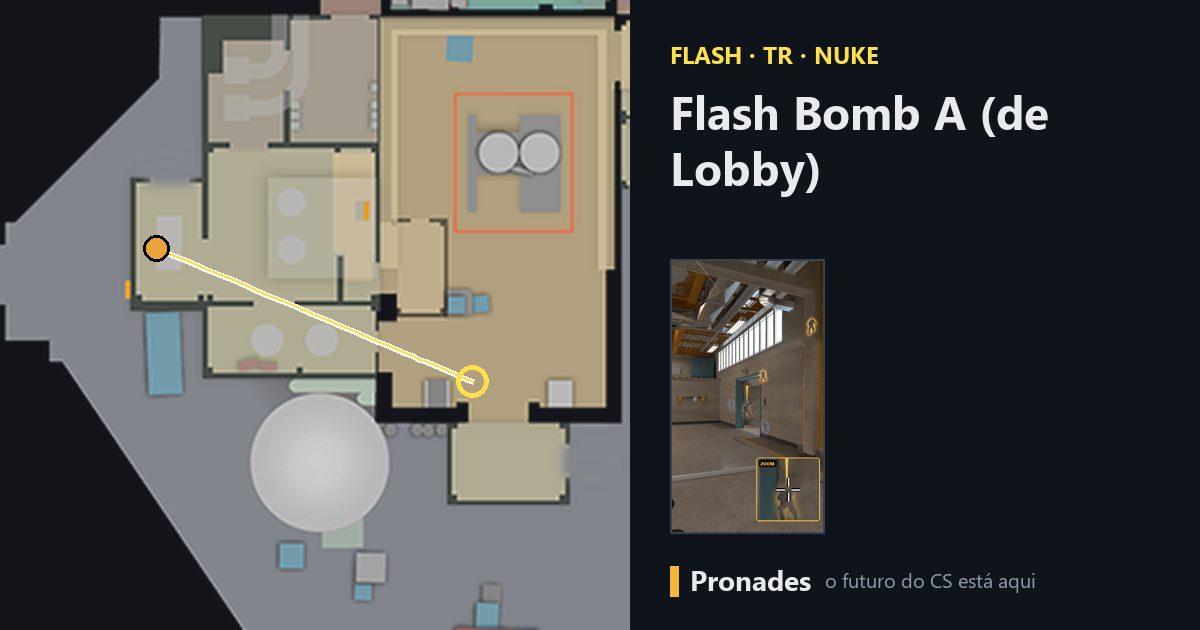 FLASH · TR · NUKE
Flash Bomb A (de
Lobby)
ZOOM
Pronades o futuro do CS está aqui